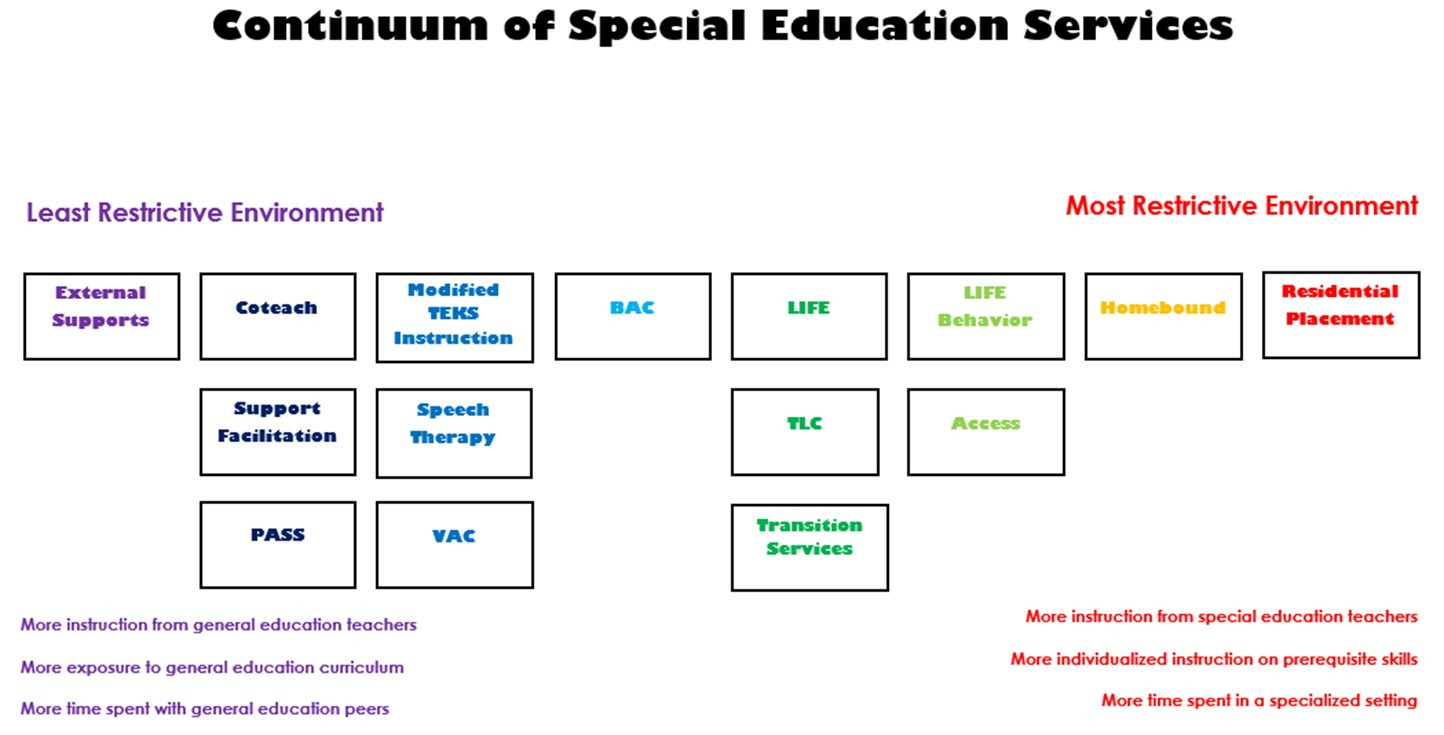 Continuum of Special Education Services
Least Restrictive Environment
Most Restrictive Environment
External
Supports
Coteach
Modified
TEKS
Instruction
BAC
LIFE
LIFE
Behavior
Homebound
Residential
Placement
Support
Facilitation
Speech
Therapy
TLC
Access
PASS
VAC
Transition
Services
More instruction from general education teachers
More exposure to general education curriculum
More time spent with general education peers
More instruction from special education teachers
More individualized instruction on prerequisite skills
More time spent in a specialized setting